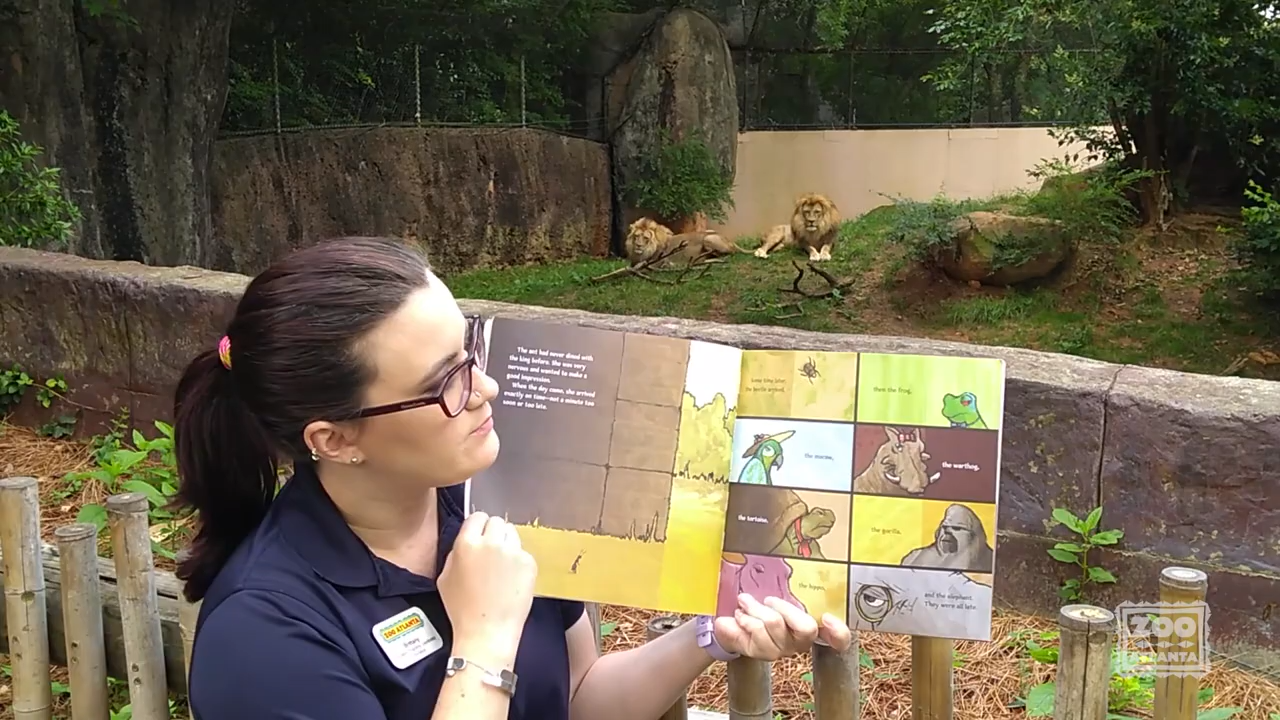 The ant had never dined with
the king before. She was very
nervous and wanted to make a
good impression.
When the day came, she arrived
exactly on time—not a minute too
soon or too late.
Some time later,
the beetle arrived,
then the frog,
the macaw,
the warthog,
the tortoise,
the gorilla,
the hippo,
and the elephant.
They were all late.
ZOO ATLANTA
Brittany
ZOO
ATLANTA